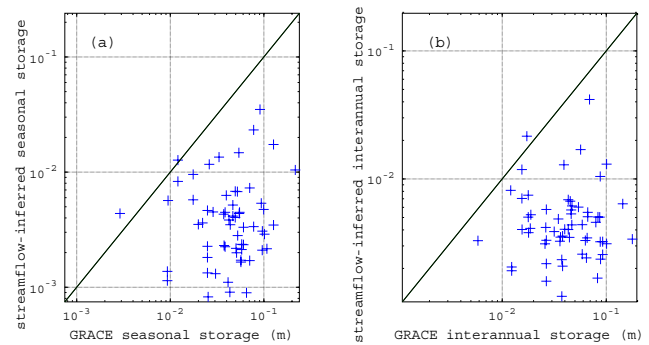 (a)
streamflow-inferred seasonal storage
10^-1
10^-2
10^-3
10^-3
10^-2
10^-1
GRACE seasonal storage (m)
(b)
streamflow-inferred interannual storage
10^-1
10^-2
10^-2
10^-1
GRACE interannual storage (m)